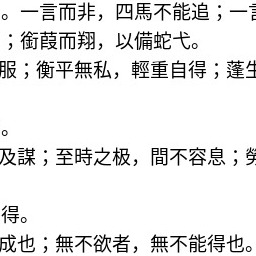 。一言而非，四馬不能追；一言
；銜葭而翔，以備蛇弋。
服；衡平無私，輕重自得；蓬生
。
及謀；至時之极，間不容息；勞
得。
成也；無不欲者，無不能得也。